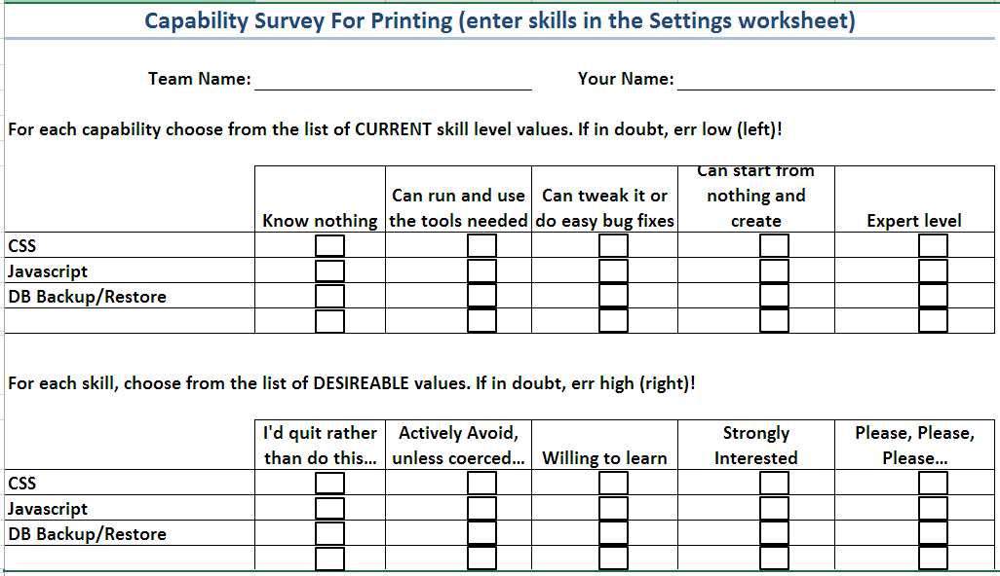 Capability Survey For Printing (enter skills in the Settings worksheet)
Team Name: Your Name:
For each capability choose from the list of CURRENT skill level values. If in doubt, err low (left)!
Know nothing
Can run and use
the tools needed
Can tweak it or
do easy bug fixes
Can start from
nothing and
create
Expert level
CSS
Javascript
DB Backup/Restore
For each skill, choose from the list of DESIREABLE values. If in doubt, err high (right)!
I'd quit rather
than do this...
Actively Avoid,
unless coerced...
Willing to learn
Strongly
Interested
Please, Please,
Please...
CSS
Javascript
DB Backup/Restore